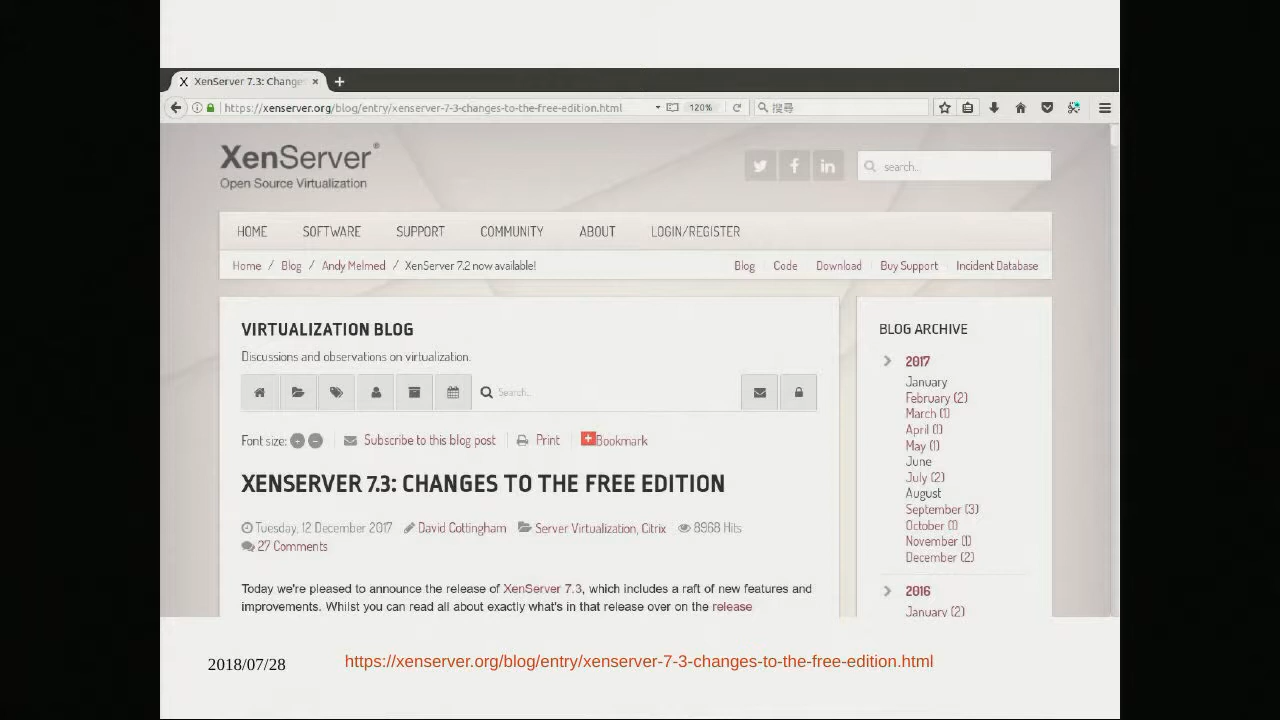 XenServer 7.3: Change
https://xenserver.org/blog/entry/xenserver-7-3-changes-to-the-free-edition.html
120%
搜尋
XenServer®
Open Source Virtualization
search...
HOME SOFTWARE SUPPORT COMMUNITY ABOUT LOGIN/REGISTER
Home / Blog / Andy Melmed / XenServer 7.2 now available!
Blog Code Download Buy Support Incident Database
VIRTUALIZATION BLOG
Discussions and observations on virtualization.
Search...
Font size: + − Subscribe to this blog post Print Bookmark
XENSERVER 7.3: CHANGES TO THE FREE EDITION
Tuesday, 12 December 2017 David Cottingham Server Virtualization, Citrix 8968 Hits
27 Comments
Today we're pleased to announce the release of XenServer 7.3, which includes a raft of new features and
improvements. Whilst you can read all about exactly what's in that release over on the release
BLOG ARCHIVE
2017
January
February (2)
March (1)
April (1)
May (1)
June
July (2)
August
September (3)
October (1)
November (1)
December (2)
2016
January (2)
2018/07/28
https://xenserver.org/blog/entry/xenserver-7-3-changes-to-the-free-edition.html